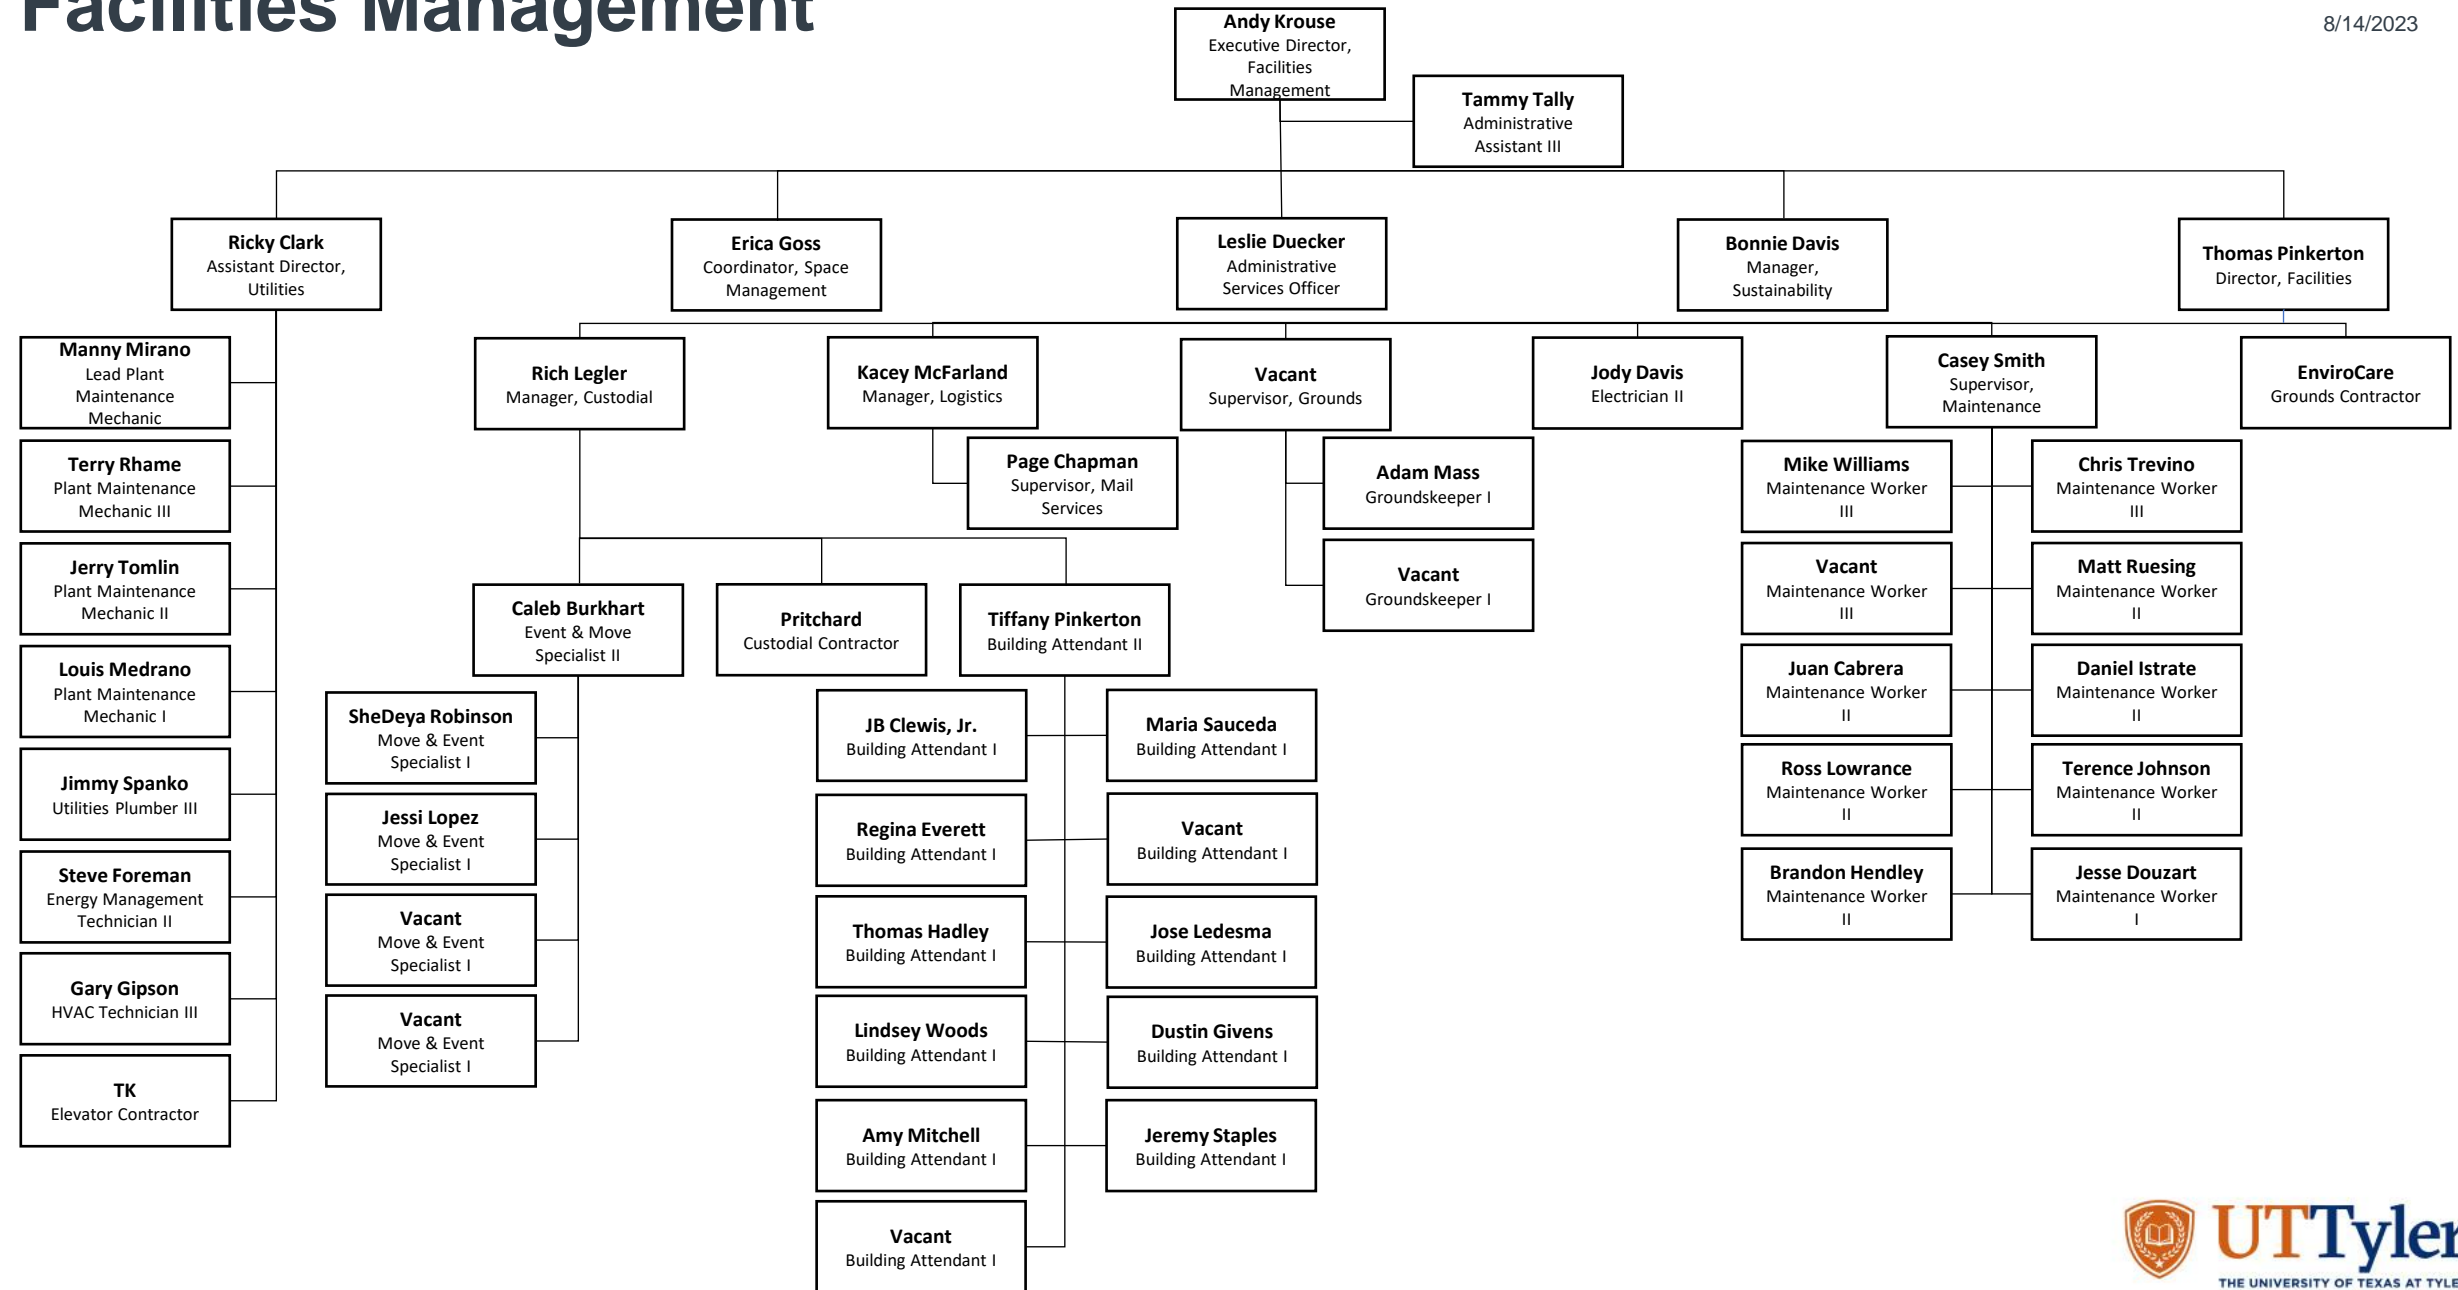 Facilities Management
8/14/2023
Andy Krouse
Executive Director,
Facilities
Management
Tammy Tally
Administrative
Assistant III
Ricky Clark
Assistant Director,
Utilities
Erica Goss
Coordinator, Space
Management
Leslie Duecker
Administrative
Services Officer
Bonnie Davis
Manager,
Sustainability
Thomas Pinkerton
Director, Facilities
Manny Mirano
Lead Plant
Maintenance
Mechanic
Terry Rhame
Plant Maintenance
Mechanic III
Jerry Tomlin
Plant Maintenance
Mechanic II
Louis Medrano
Plant Maintenance
Mechanic I
Jimmy Spanko
Utilities Plumber III
Steve Foreman
Energy Management
Technician II
Gary Gipson
HVAC Technician III
TK
Elevator Contractor
Rich Legler
Manager, Custodial
Kacey McFarland
Manager, Logistics
Vacant
Supervisor, Grounds
Jody Davis
Electrician II
Casey Smith
Supervisor,
Maintenance
EnviroCare
Grounds Contractor
Page Chapman
Supervisor, Mail
Services
Adam Mass
Groundskeeper I
Vacant
Groundskeeper I
Caleb Burkhart
Event & Move
Specialist II
Pritchard
Custodial Contractor
Tiffany Pinkerton
Building Attendant II
SheDeya Robinson
Move & Event
Specialist I
Jessi Lopez
Move & Event
Specialist I
Vacant
Move & Event
Specialist I
Vacant
Move & Event
Specialist I
JB Clewis, Jr.
Building Attendant I
Maria Sauceda
Building Attendant I
Regina Everett
Building Attendant I
Vacant
Building Attendant I
Thomas Hadley
Building Attendant I
Jose Ledesma
Building Attendant I
Lindsey Woods
Building Attendant I
Dustin Givens
Building Attendant I
Amy Mitchell
Building Attendant I
Jeremy Staples
Building Attendant I
Vacant
Building Attendant I
Mike Williams
Maintenance Worker
III
Chris Trevino
Maintenance Worker
III
Vacant
Maintenance Worker
III
Matt Ruesing
Maintenance Worker
II
Juan Cabrera
Maintenance Worker
II
Daniel Istrate
Maintenance Worker
II
Ross Lowrance
Maintenance Worker
II
Terence Johnson
Maintenance Worker
II
Brandon Hendley
Maintenance Worker
II
Jesse Douzart
Maintenance Worker
I
UTTyler
THE UNIVERSITY OF TEXAS AT TYLE